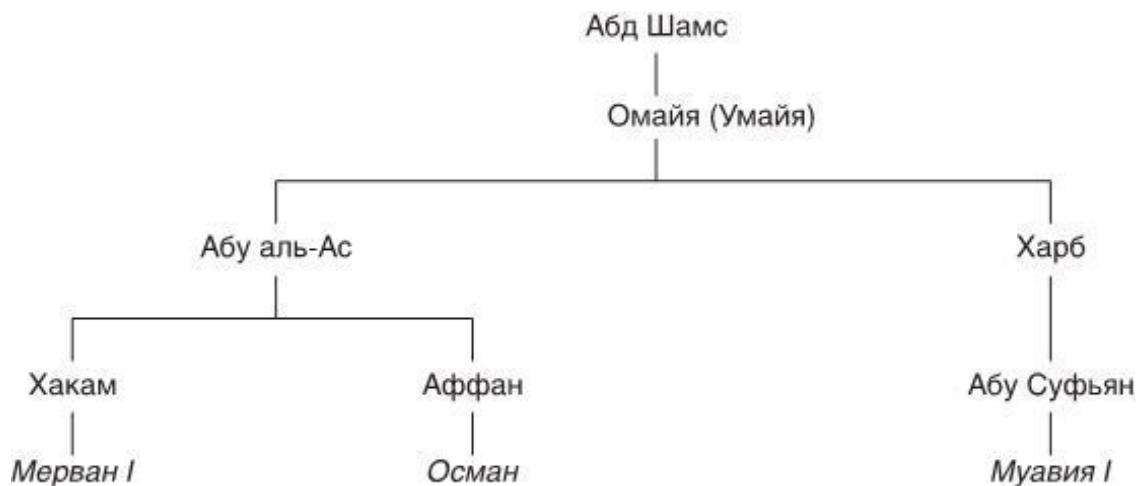 Абд Шамс
Омайя (Умайя)
Абу аль-Ас Харб
Хакам Аффан Абу Суфьян
Мерван I Осман Муавия I